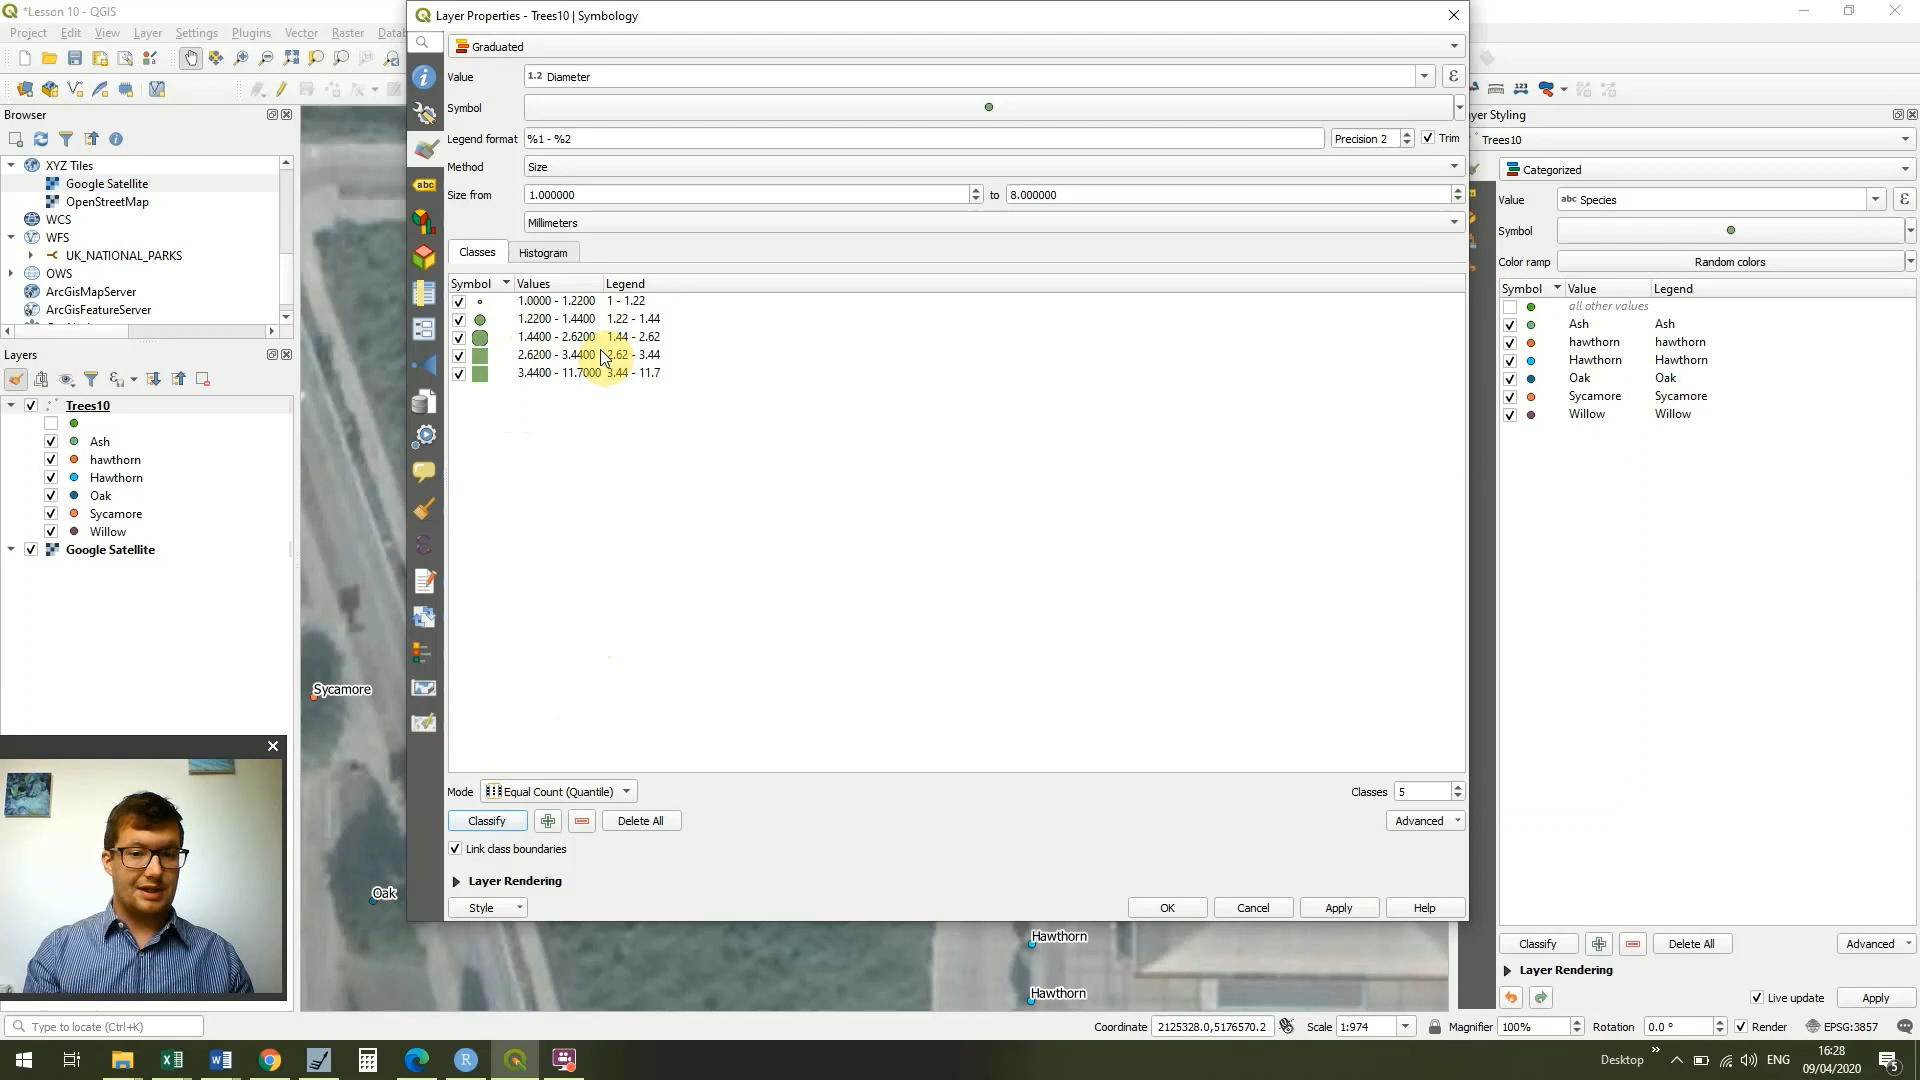 *Lesson 10 - QGIS
Project Edit View Layer Settings Plugins Vector Raster Datab
Browser
XYZ Tiles
Google Satellite
OpenStreetMap
WCS
WFS
UK_NATIONAL_PARKS
OWS
ArcGisMapServer
ArcGisFeatureServer
Layers
Trees10
Ash
hawthorn
Hawthorn
Oak
Sycamore
Willow
Google Satellite
Layer Properties - Trees10 | Symbology
Graduated
Value 1.2 Diameter ε
Symbol
Legend format %1 - %2 Precision 2 Trim
Method Size
Size from 1.000000 to 8.000000
Millimeters
Classes Histogram
Symbol Values Legend
1.0000 - 1.2200 1 - 1.22
1.2200 - 1.4400 1.22 - 1.44
1.4400 - 2.6200 1.44 - 2.62
2.6200 - 3.4400 2.62 - 3.44
3.4400 - 11.7000 3.44 - 11.7
Mode Equal Count (Quantile) Classes 5
Classify Delete All Advanced
Link class boundaries
Layer Rendering
Style OK Cancel Apply Help
yer Styling
Trees10
Categorized
Value abc Species ε
Symbol
Color ramp Random colors
Symbol Value Legend
all other values
Ash Ash
hawthorn hawthorn
Hawthorn Hawthorn
Oak Oak
Sycamore Sycamore
Willow Willow
Classify Delete All Advanced
Layer Rendering
Live update Apply
Sycamore
Oak
Hawthorn
Hawthorn
Type to locate (Ctrl+K) Coordinate 2125328.0,5176570.2 Scale 1:974 Magnifier 100% Rotation 0.0 ° Render EPSG:3857
Desktop ENG 16:28
09/04/2020
5